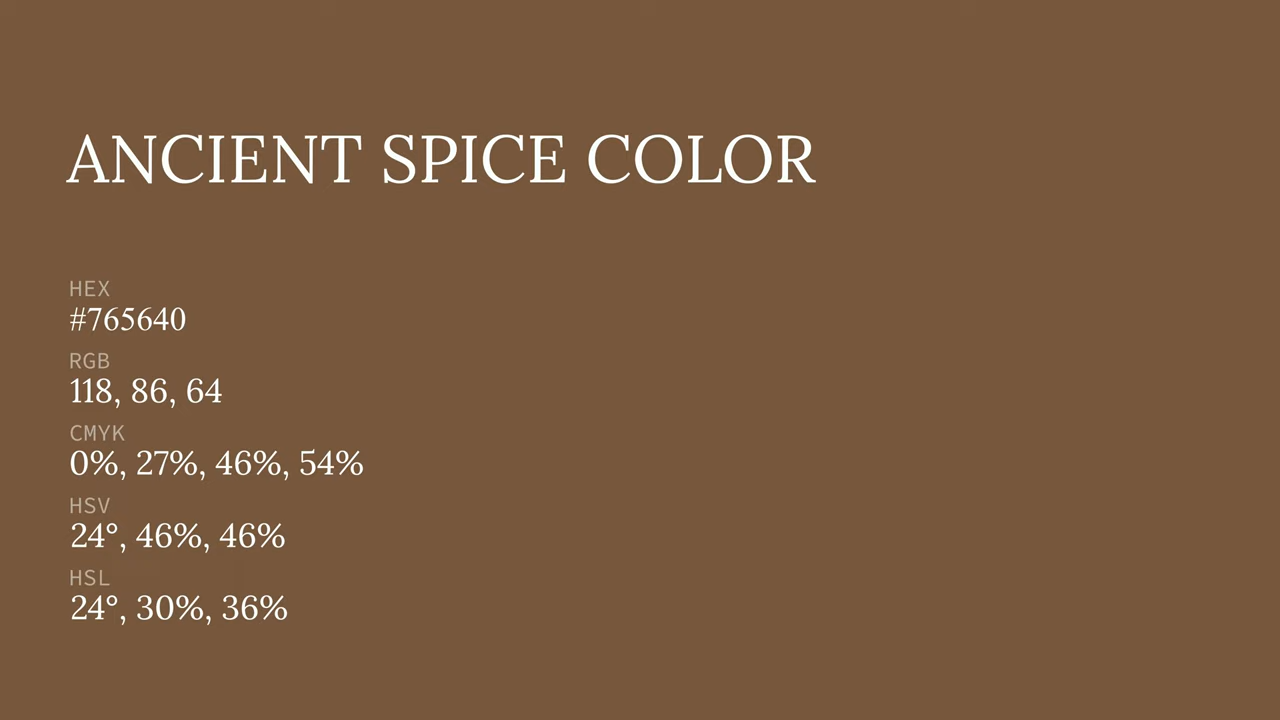 ANCIENT SPICE COLOR
HEX
#765640
RGB
118, 86, 64
CMYK
0%, 27%, 46%, 54%
HSV
24°, 46%, 46%
HSL
24°, 30%, 36%